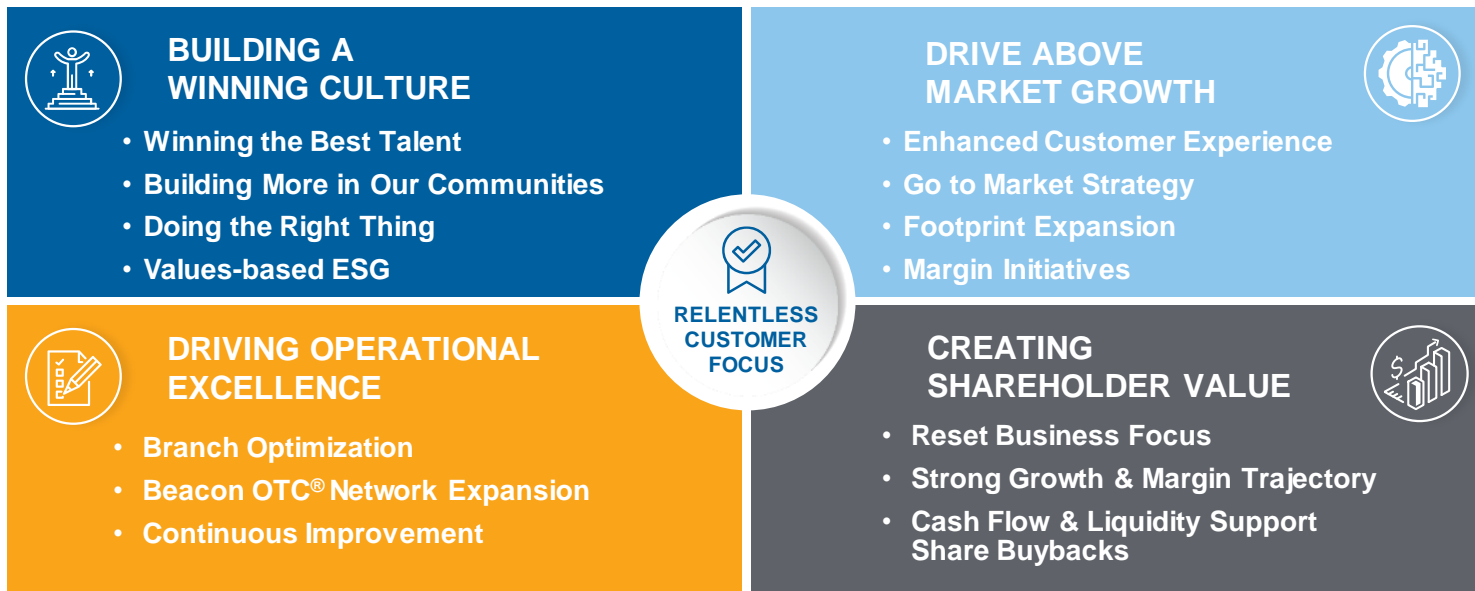 BUILDING A
WINNING CULTURE
• Winning the Best Talent
• Building More in Our Communities
• Doing the Right Thing
• Values-based ESG
DRIVE ABOVE
MARKET GROWTH
• Enhanced Customer Experience
• Go to Market Strategy
• Footprint Expansion
• Margin Initiatives
RELENTLESS
CUSTOMER
FOCUS
DRIVING OPERATIONAL
EXCELLENCE
• Branch Optimization
• Beacon OTC® Network Expansion
• Continuous Improvement
CREATING
SHAREHOLDER VALUE
• Reset Business Focus
• Strong Growth & Margin Trajectory
• Cash Flow & Liquidity Support
Share Buybacks
$